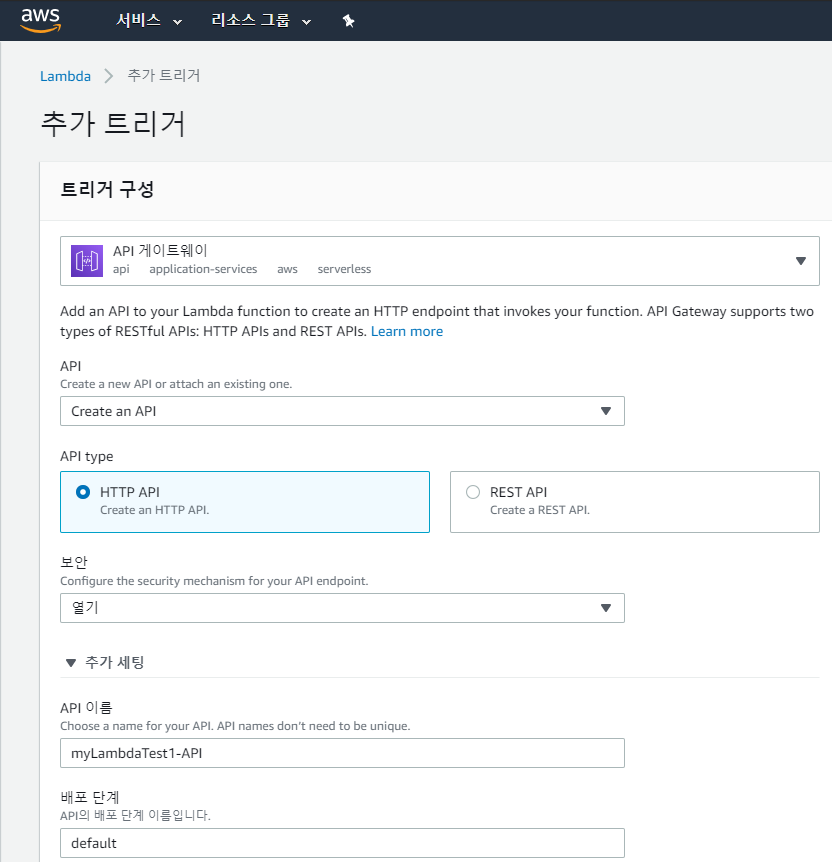 aws 서비스 리소스 그룹
Lambda 추가 트리거
추가 트리거
트리거 구성
API 게이트웨이
api application-services aws serverless
Add an API to your Lambda function to create an HTTP endpoint that invokes your function. API Gateway supports two
types of RESTful APIs: HTTP APIs and REST APIs. Learn more
API
Create a new API or attach an existing one.
Create an API
API type
HTTP API
Create an HTTP API.
REST API
Create a REST API.
보안
Configure the security mechanism for your API endpoint.
열기
추가 세팅
API 이름
Choose a name for your API. API names don't need to be unique.
myLambdaTest1-API
배포 단계
API의 배포 단계 이름입니다.
default